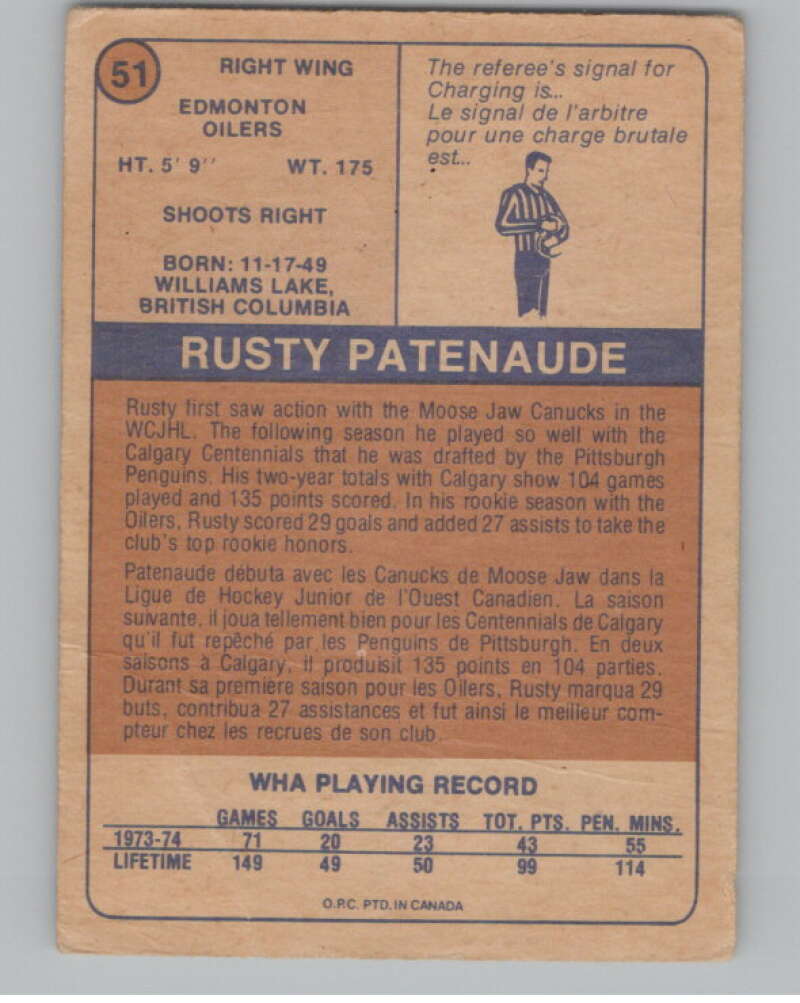 51
RIGHT WING
EDMONTON
OILERS
HT. 5' 9'' WT. 175
SHOOTS RIGHT
BORN: 11-17-49
WILLIAMS LAKE,
BRITISH COLUMBIA
The referee's signal for
Charging is...
Le signal de l'arbitre
pour une charge brutale
est...
RUSTY PATENAUDE
Rusty first saw action with the Moose Jaw Canucks in the
WCJHL. The following season he played so well with the
Calgary Centennials that he was drafted by the Pittsburgh
Penguins. His two-year totals with Calgary show 104 games
played and 135 points scored. In his rookie season with the
Oilers, Rusty scored 29 goals and added 27 assists to take the
club's top rookie honors.
Patenaude débuta avec les Canucks de Moose Jaw dans la
Ligue de Hockey Junior de l'Ouest Canadien. La saison
suivante, il joua tellement bien pour les Centennials de Calgary
qu'il fut repêché par les Penguins de Pittsburgh. En deux
saisons à Calgary, il produisit 135 points en 104 parties.
Durant sa première saison pour les Oilers, Rusty marqua 29
buts, contribua 27 assistances et fut ainsi le meilleur com-
pteur chez les recrues de son club.
WHA PLAYING RECORD
GAMES GOALS ASSISTS TOT. PTS. PEN. MINS.
1973-74 71 20 23 43 55
LIFETIME 149 49 50 99 114
O.P.C. PTD. IN CANADA